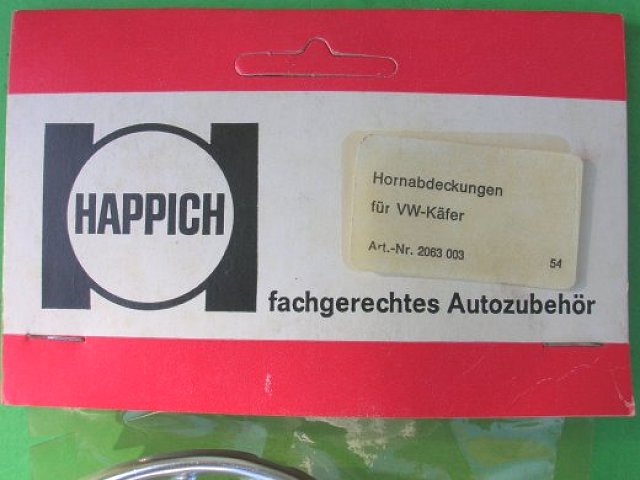 HAPPICH
Hornabdeckungen
für VW-Käfer
Art.-Nr. 2063 003 54
fachgerechtes Autozubehör